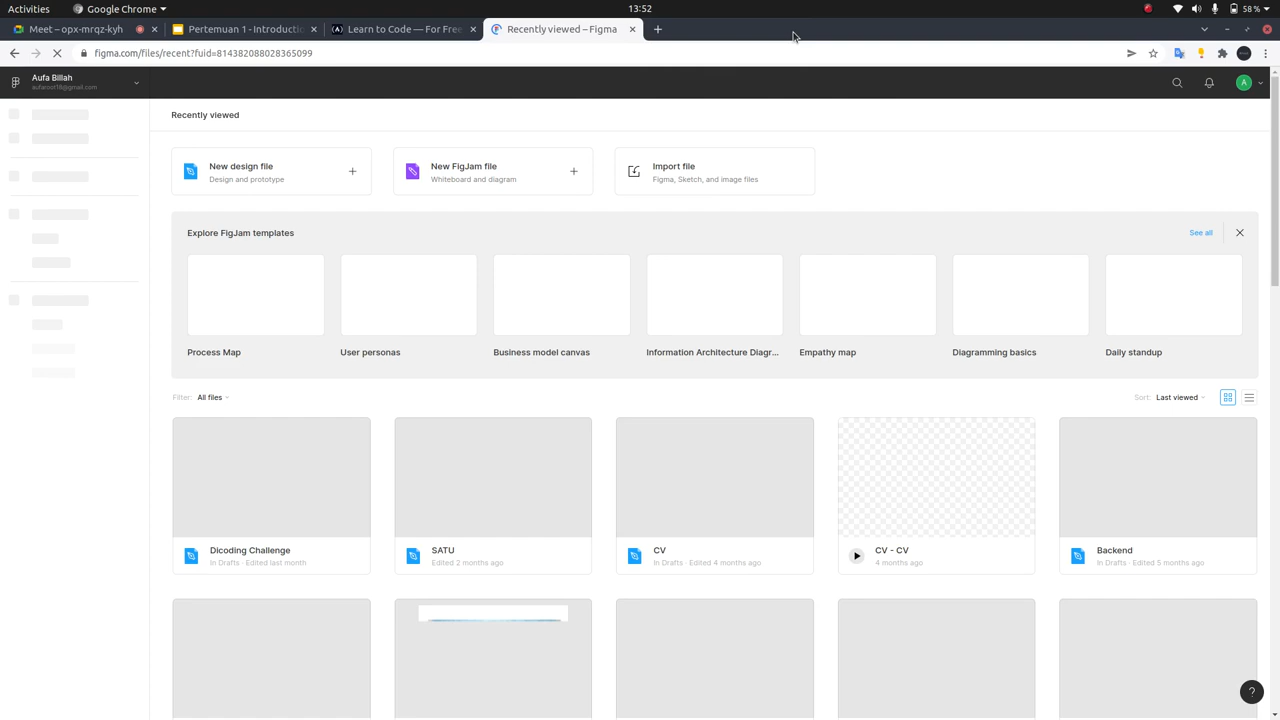 Activities
Google Chrome
13:52
58 %
Meet – opx-mrqz-kyh
Pertemuan 1 - Introductic
Learn to Code — For Free
Recently viewed – Figma
figma.com/files/recent?fuid=814382088028365099
Aufa Billah
aufaroot18@gmail.com
A
Recently viewed
New design file
Design and prototype
New FigJam file
Whiteboard and diagram
Import file
Figma, Sketch, and image files
Explore FigJam templates
See all
Process Map
User personas
Business model canvas
Information Architecture Diagr...
Empathy map
Diagramming basics
Daily standup
Filter: All files
Sort: Last viewed
Dicoding Challenge
In Drafts · Edited last month
SATU
Edited 2 months ago
CV
In Drafts · Edited 4 months ago
CV - CV
4 months ago
Backend
In Drafts · Edited 5 months ago
?